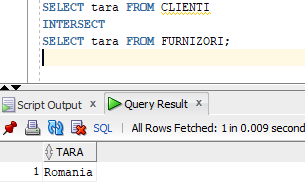 SELECT tara FROM CLIENTI
INTERSECT
SELECT tara FROM FURNIZORI;
Script Output x Query Result x
SQL | All Rows Fetched: 1 in 0.009 second
TARA
1 Romania